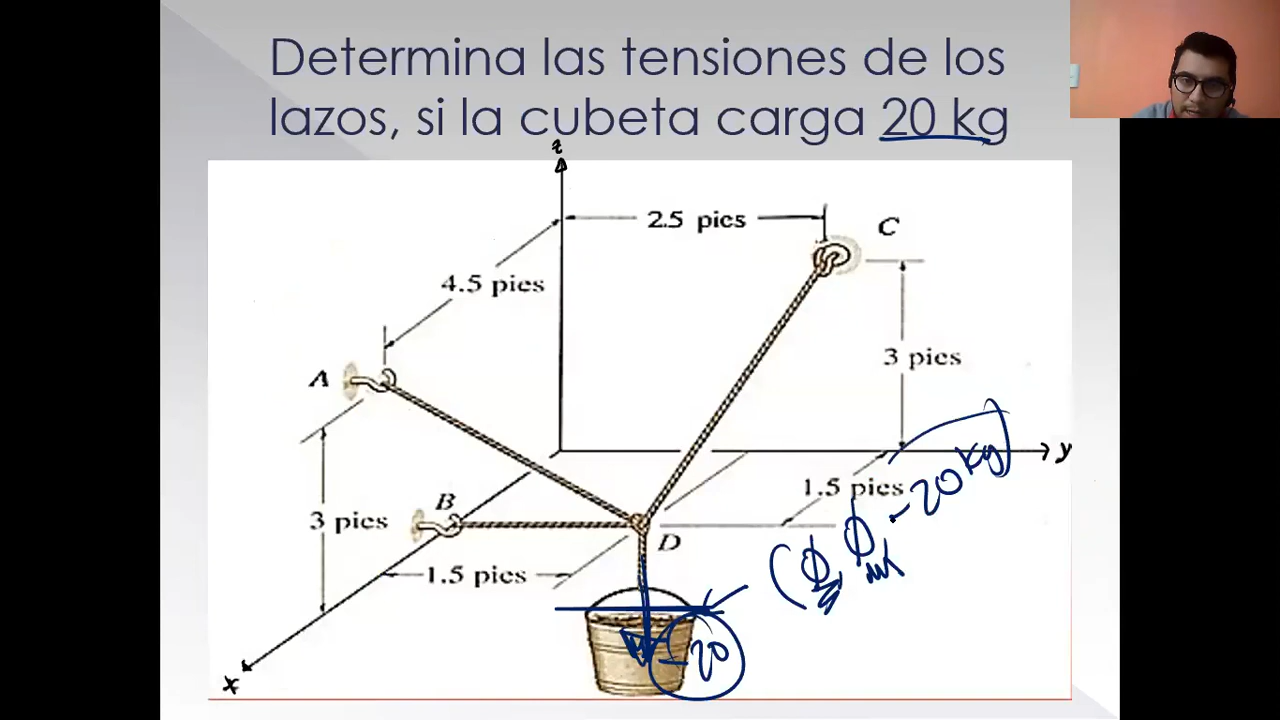 Determina las tensiones de los
lazos, si la cubeta carga 20 kg
z
2.5 pies
C
4.5 pies
A
3 pies
y
B
1.5 pies
3 pies
D
1.5 pies
(φ, φ, -20 kg)
-20
x